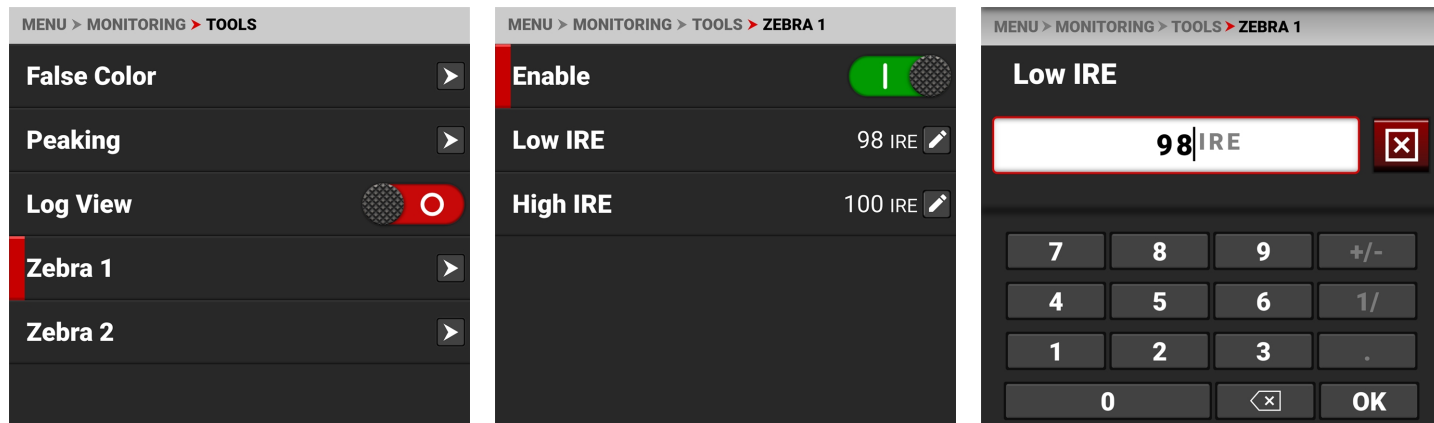 MENU > MONITORING > TOOLS
False Color
Peaking
Log View
Zebra 1
Zebra 2
MENU > MONITORING > TOOLS > ZEBRA 1
Enable
Low IRE 98 IRE
High IRE 100 IRE
MENU > MONITORING > TOOLS > ZEBRA 1
Low IRE
98 IRE
7 8 9 +/-
4 5 6 1/
1 2 3 .
0 OK